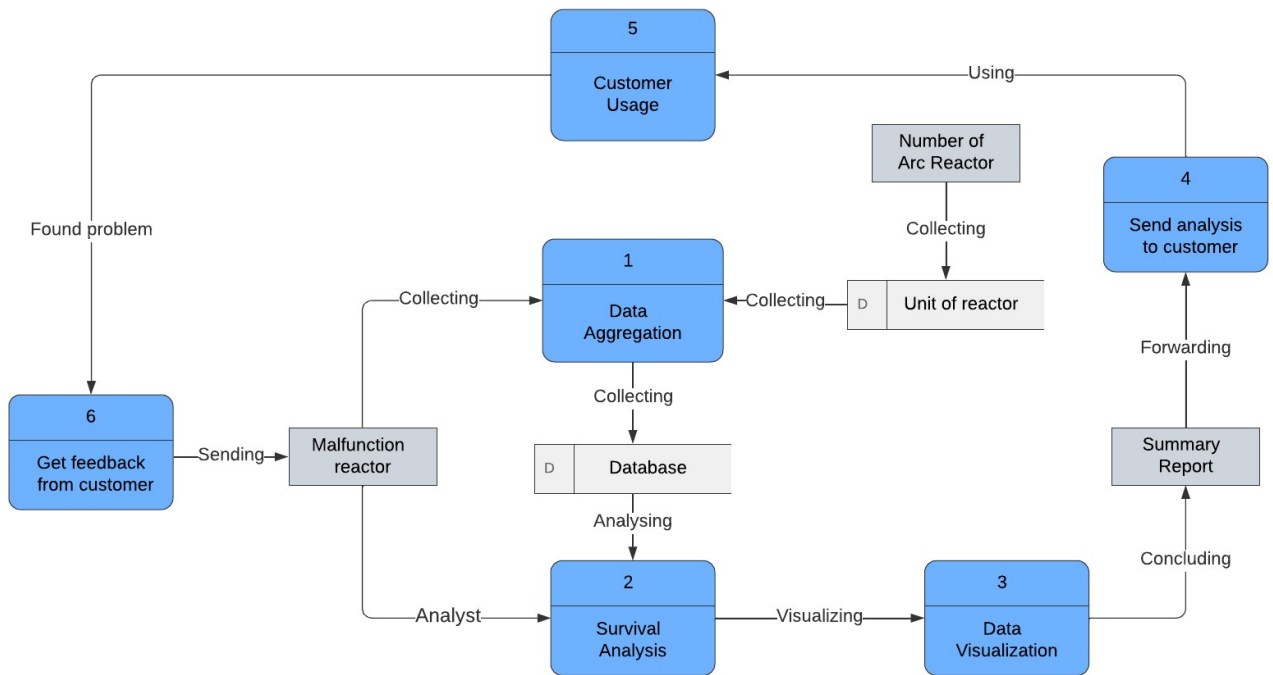 5
Customer
Usage
Using
Number of
Arc Reactor
4
Send analysis
to customer
Found problem
Collecting
1
Data
Aggregation
Collecting
Collecting
D
Unit of reactor
Forwarding
Collecting
6
Get feedback
from customer
Sending
Malfunction
reactor
D
Database
Summary
Report
Analysing
Concluding
2
Survival
Analysis
Analyst
Visualizing
3
Data
Visualization